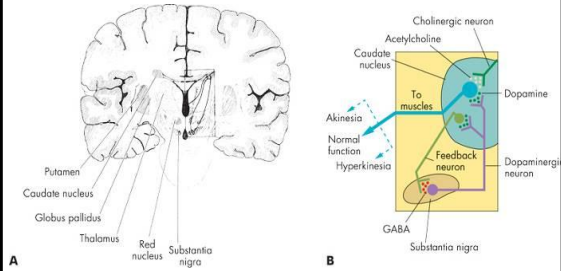 Putamen
Caudate nucleus
Globus pallidus
Thalamus
Red
nucleus
Substantia
nigra
A
B
Cholinergic neuron
Acetylcholine
Caudate
nucleus
Dopamine
To
muscles
Akinesia
Normal
function
Hyperkinesia
Feedback
neuron
Dopaminergi
neuron
GABA
Substantia nigra